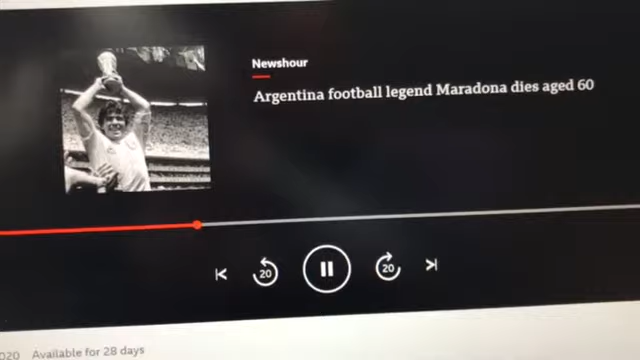 Newshour
Argentina football legend Maradona dies aged 60
20
20
020 Available for 28 days